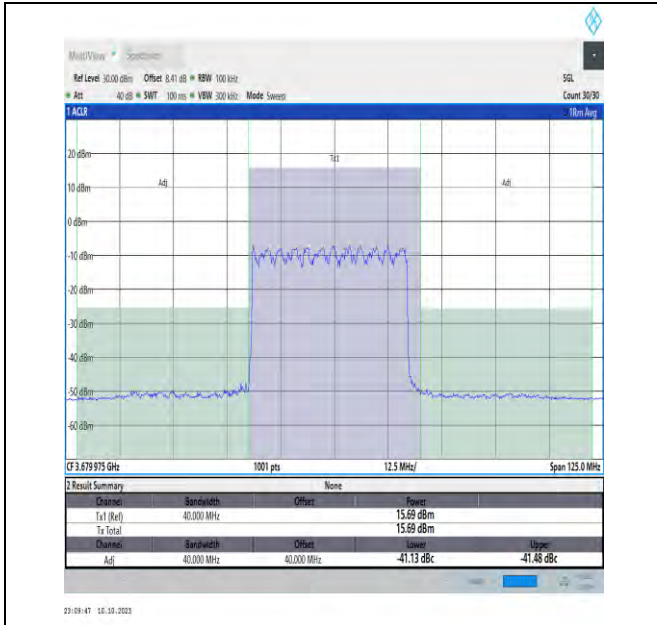 MultiView Spectrum
Ref Level 30.00 dBm Offset 8.41 dB RBW 100 kHz SGL
Att 40 dB SWT 100 ms VBW 300 kHz Mode Sweep Count 30/30
1 ACLR 1Rm Avg
20 dBm
Tx1
Adj Adj
10 dBm
0 dBm
-10 dBm
-20 dBm
-30 dBm
-40 dBm
-50 dBm
-60 dBm
CF 3.679975 GHz 1001 pts 12.5 MHz/ Span 125.0 MHz
2 Result Summary None
Channel Bandwidth Offset Power
Tx1 (Ref) 40.000 MHz 15.69 dBm
Tx Total 15.69 dBm
Channel Bandwidth Offset Lower Upper
Adj 40.000 MHz 40.000 MHz -41.13 dBc -41.48 dBc
23:09:47 10.10.2023